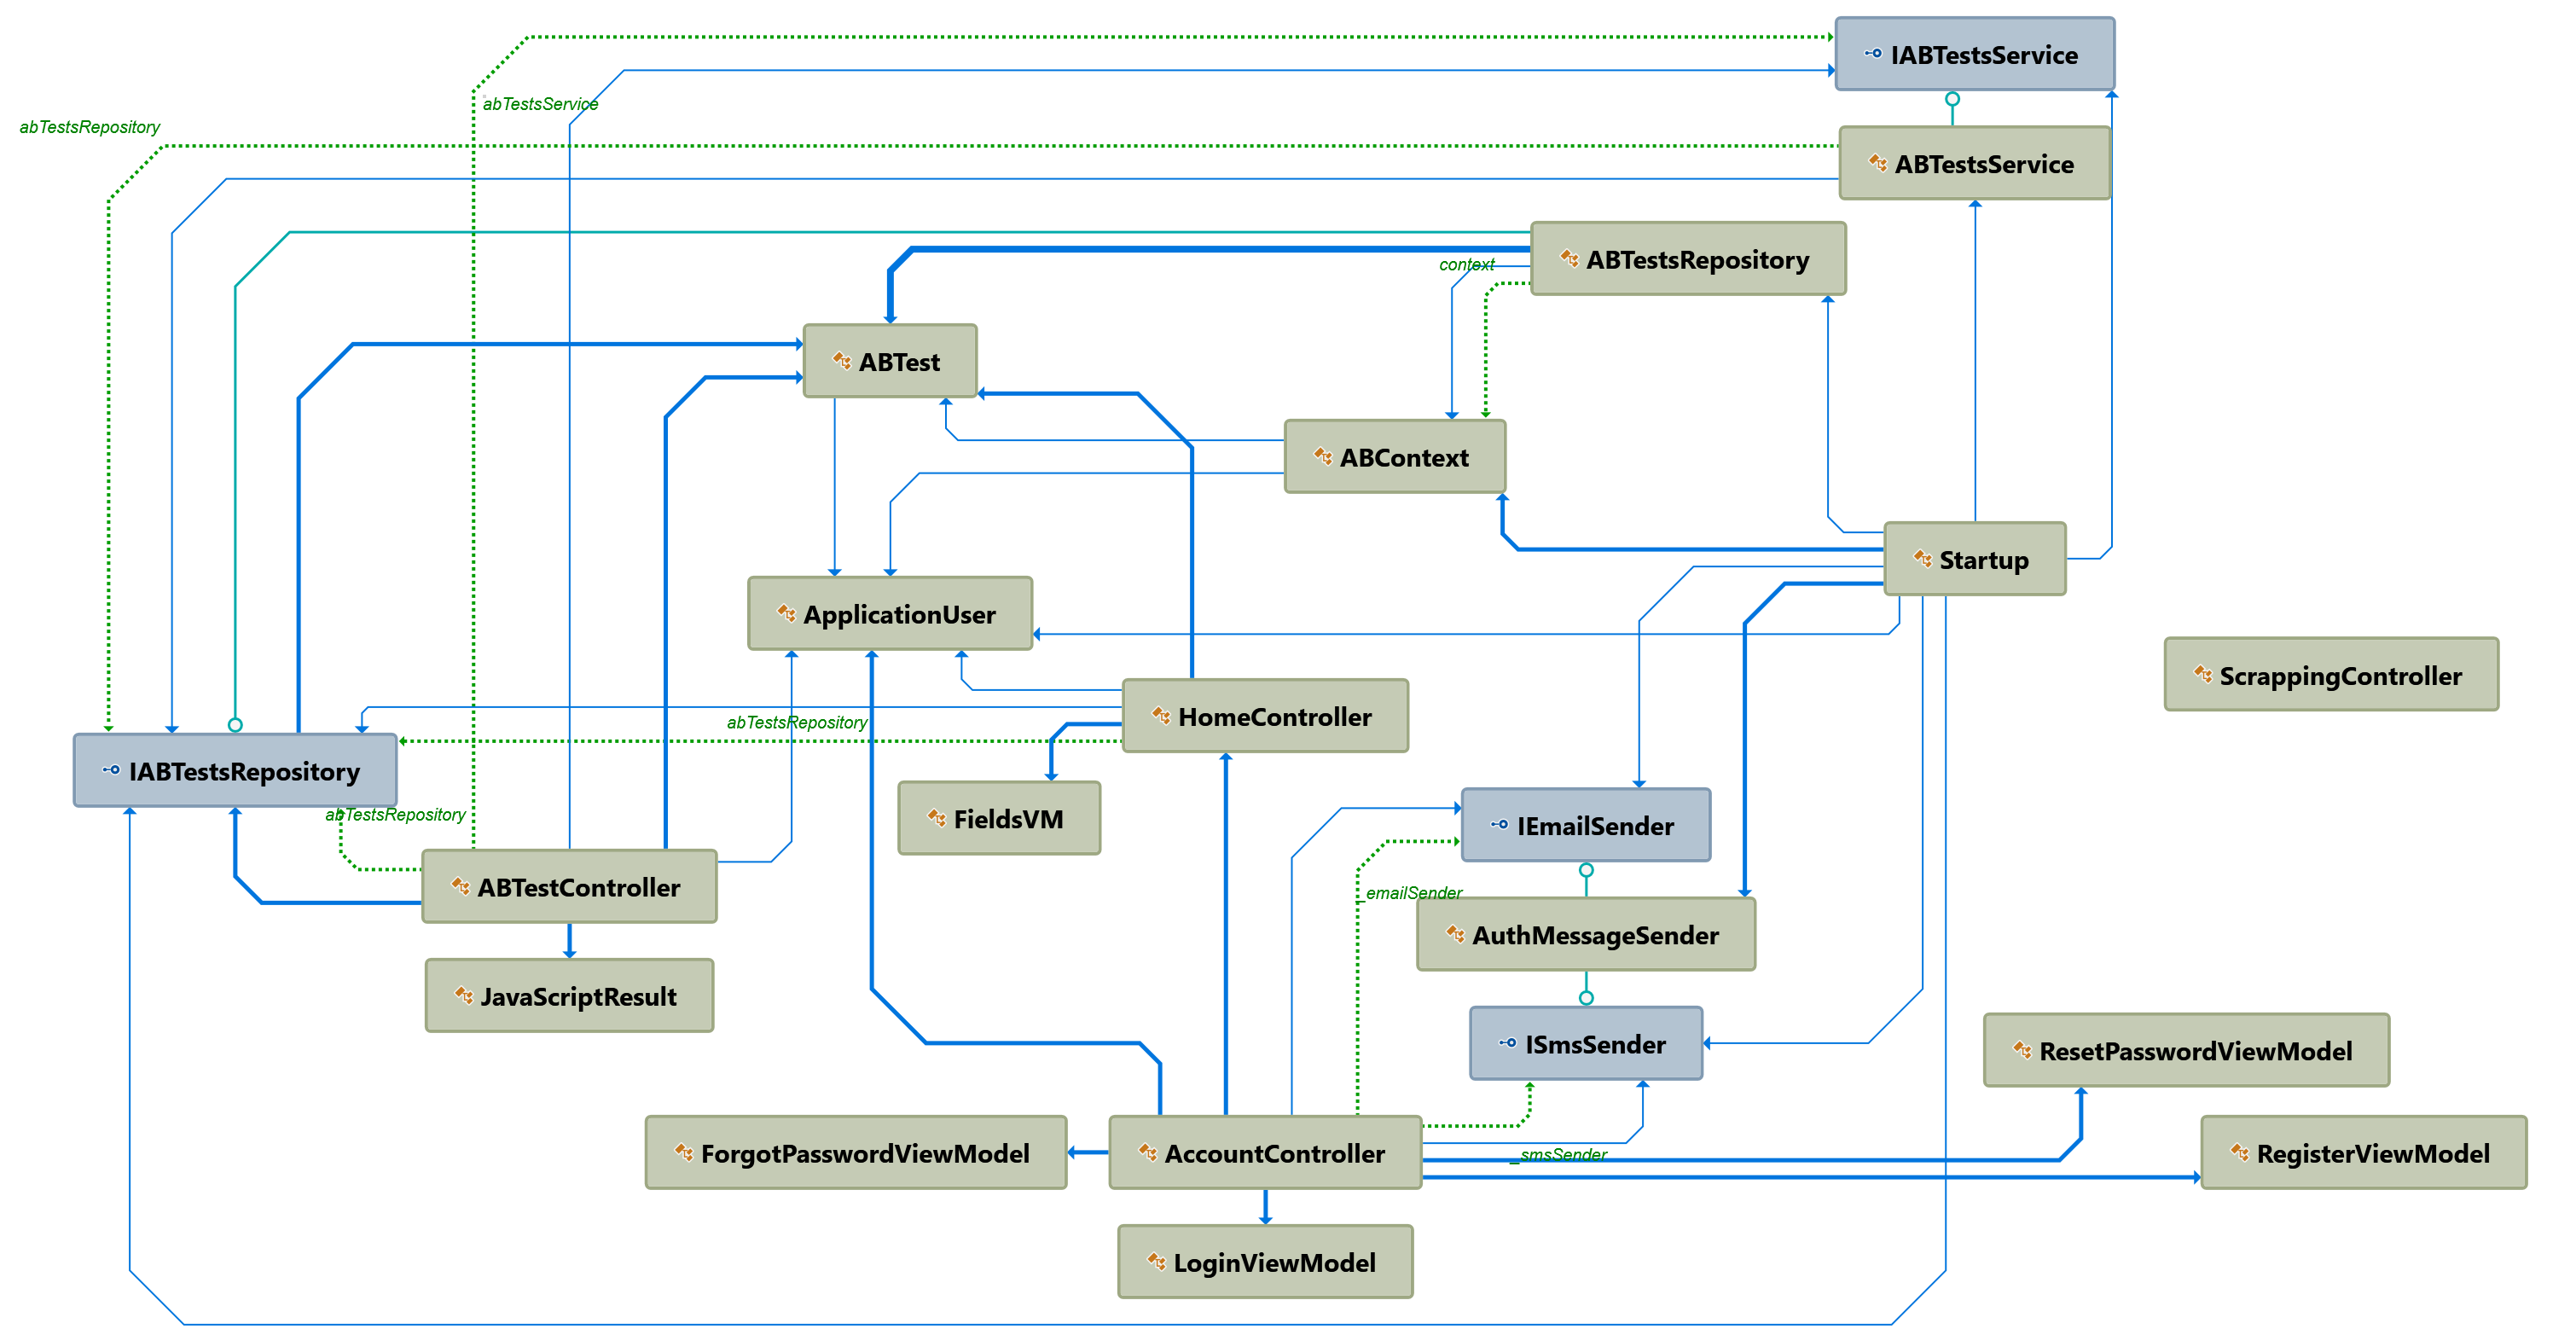 IABTestsService
abTestsService
abTestsRepository
ABTestsService
ABTestsRepository
context
ABTest
ABContext
Startup
ApplicationUser
ScrappingController
HomeController
abTestsRepository
IABTestsRepository
abTestsRepository
FieldsVM
IEmailSender
ABTestController
_emailSender
AuthMessageSender
JavaScriptResult
ISmsSender
ResetPasswordViewModel
ForgotPasswordViewModel
AccountController
_smsSender
RegisterViewModel
LoginViewModel